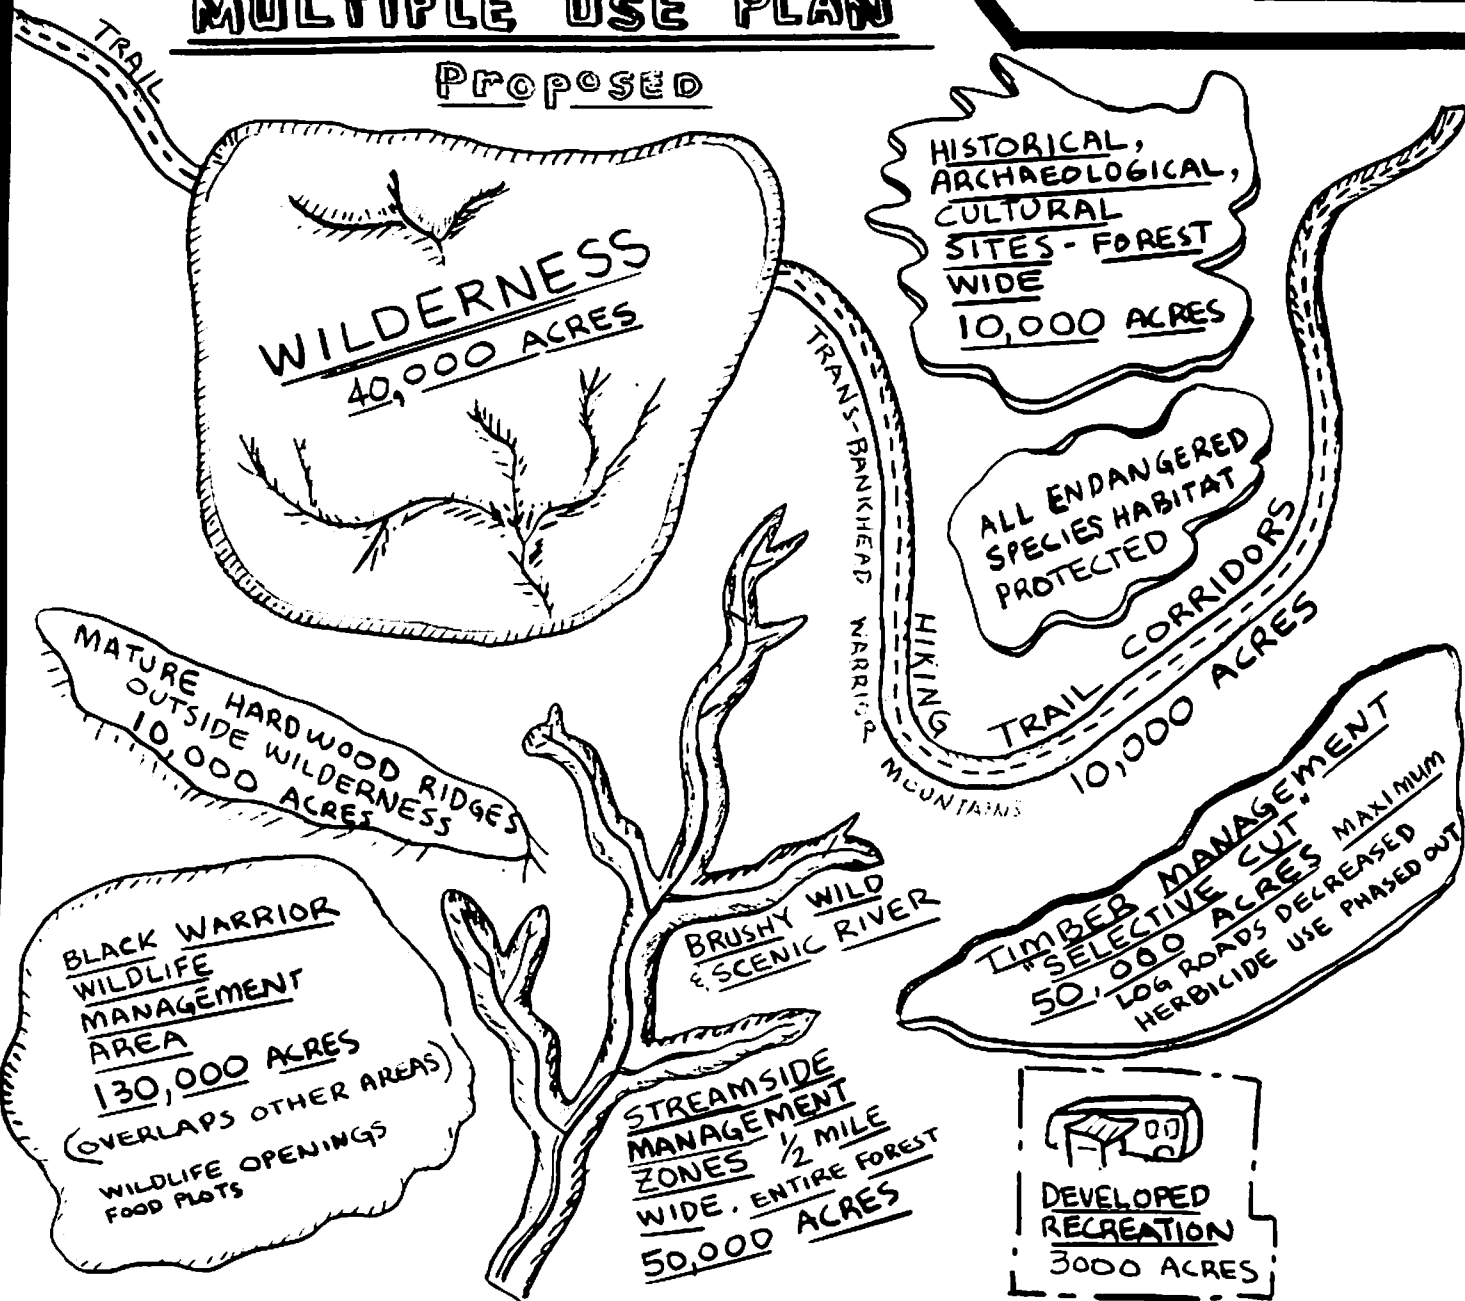 MULTIPLE USE PLAN
PROPOSED
TRAIL
WILDERNESS
40,000 ACRES
HISTORICAL,
ARCHAEOLOGICAL,
CULTURAL
SITES - FOREST
WIDE
10,000 ACRES
ALL ENDANGERED
SPECIES HABITAT
PROTECTED
TRANS-BANKHEAD WARRIOR MOUNTAINS
HIKING TRAIL CORRIDORS
10,000 ACRES
MATURE HARDWOOD RIDGES
OUTSIDE WILDERNESS
10,000 ACRES
TIMBER MANAGEMENT
"SELECTIVE CUT"
50,000 ACRES MAXIMUM
LOG ROADS DECREASED
HERBICIDE USE PHASED OUT
BLACK WARRIOR
WILDLIFE
MANAGEMENT
AREA
130,000 ACRES
(OVERLAPS OTHER AREAS)
WILDLIFE OPENINGS
FOOD PLOTS
BRUSHY WILD
& SCENIC RIVER
STREAMSIDE
MANAGEMENT
ZONES 1/2 MILE
WIDE. ENTIRE FOREST
50,000 ACRES
DEVELOPED
RECREATION
3000 ACRES